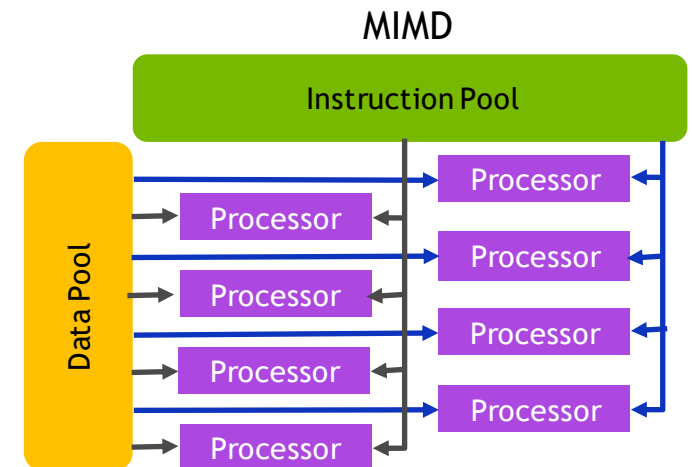 MIMD
Instruction Pool
Data Pool
Processor
Processor
Processor
Processor
Processor
Processor
Processor
Processor